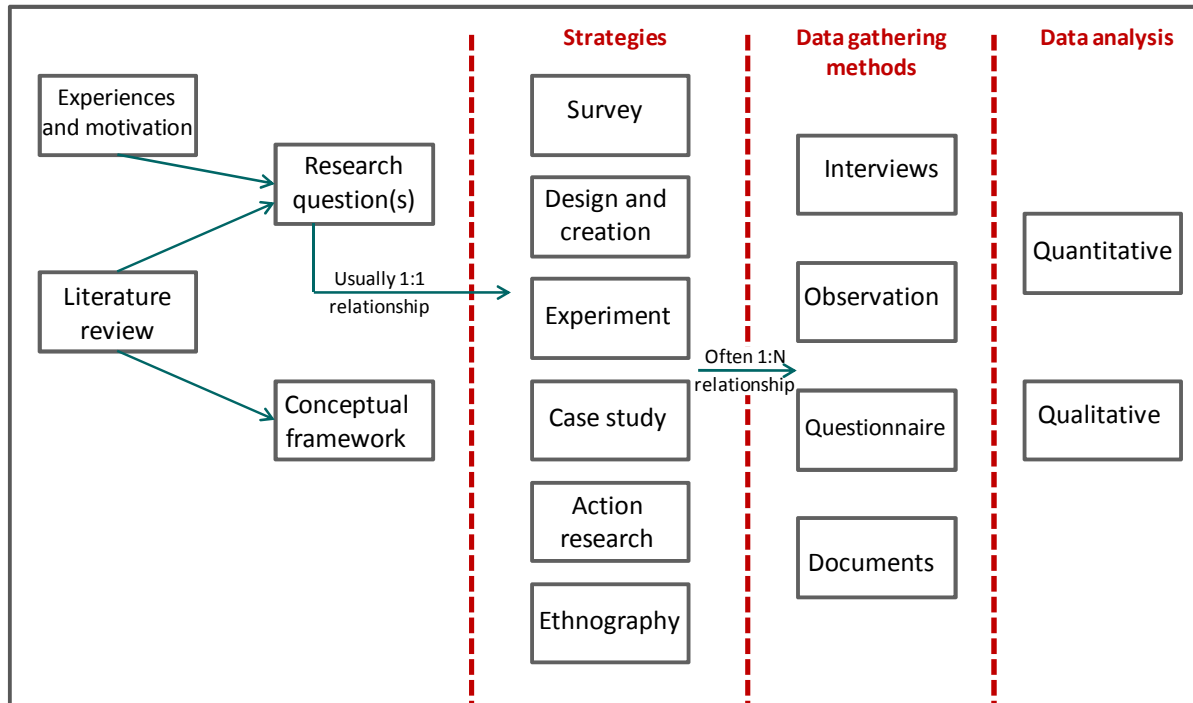 Experiences
and motivation
Literature
review
Research
question(s)
Conceptual
framework
Usually 1:1
relationship
Strategies
Survey
Design and
creation
Experiment
Case study
Action
research
Ethnography
Often 1:N
relationship
Data gathering
methods
Interviews
Observation
Questionnaire
Documents
Data analysis
Quantitative
Qualitative